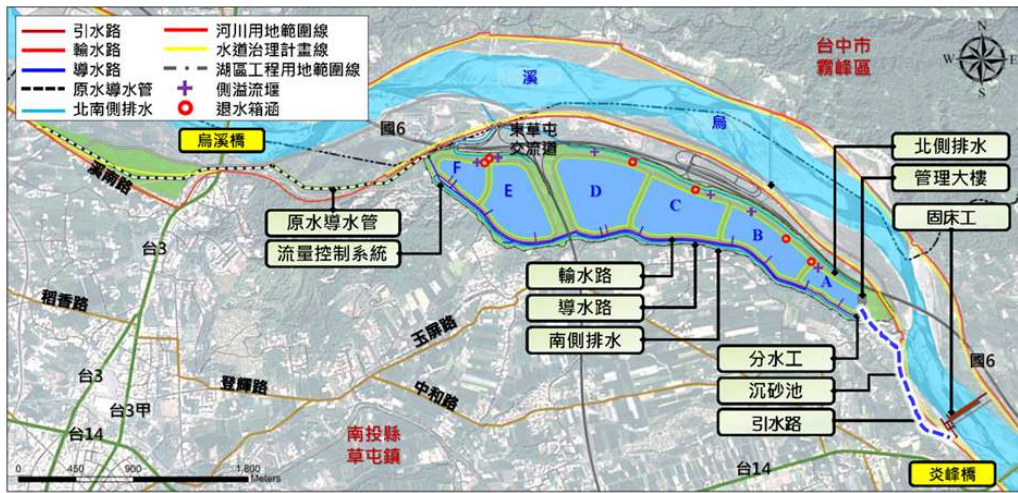 引水路
輸水路
導水路
原水導水管
北南側排水
河川用地範圍線
水道治理計畫線
湖區工程用地範圍線
側溢流堰
退水箱涵
台中市
霧峰區
N
W
E
S
溪
烏
國6
烏溪橋
東草屯
交流道
溪南路
北側排水
管理大樓
固床工
F
E
D
C
B
A
原水導水管
流量控制系統
台3
輸水路
導水路
南側排水
稻香路
玉屏路
分水工
沉砂池
引水路
國6
台3
登輝路
中和路
台3甲
台14
南投縣
草屯鎮
台14
炎峰橋
0 450 900 1,800
Meters